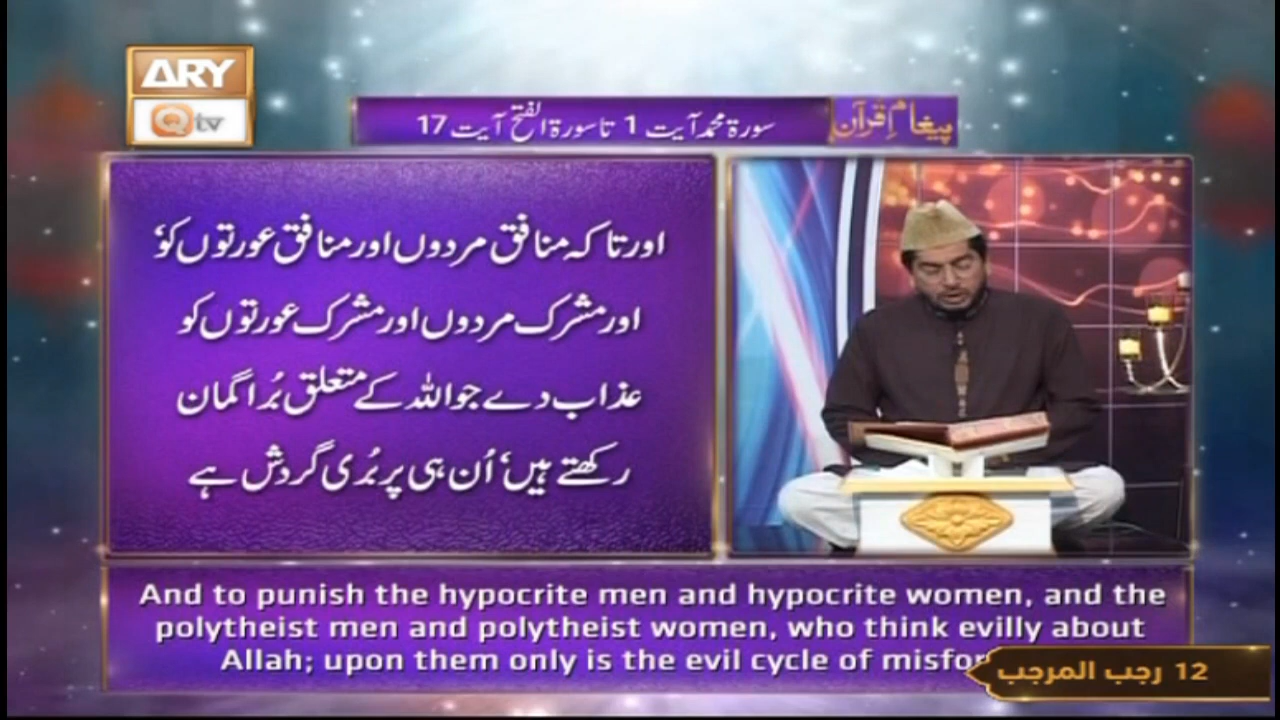 ARY
Qtv
پیغامِ قرآن
سورۃ محمد آیت 1 تا سورۃ الفتح آیت 17
اور تاکہ منافق مردوں اور منافق عورتوں کو‘
اور مشرک مردوں اور مشرک عورتوں کو
عذاب دے جو اللہ کے متعلق بُرا گمان
رکھتے ہیں‘ اُن ہی پر بُری گردش ہے
And to punish the hypocrite men and hypocrite women, and the
polytheist men and polytheist women, who think evilly about
Allah; upon them only is the evil cycle of
12 رجب المرجب